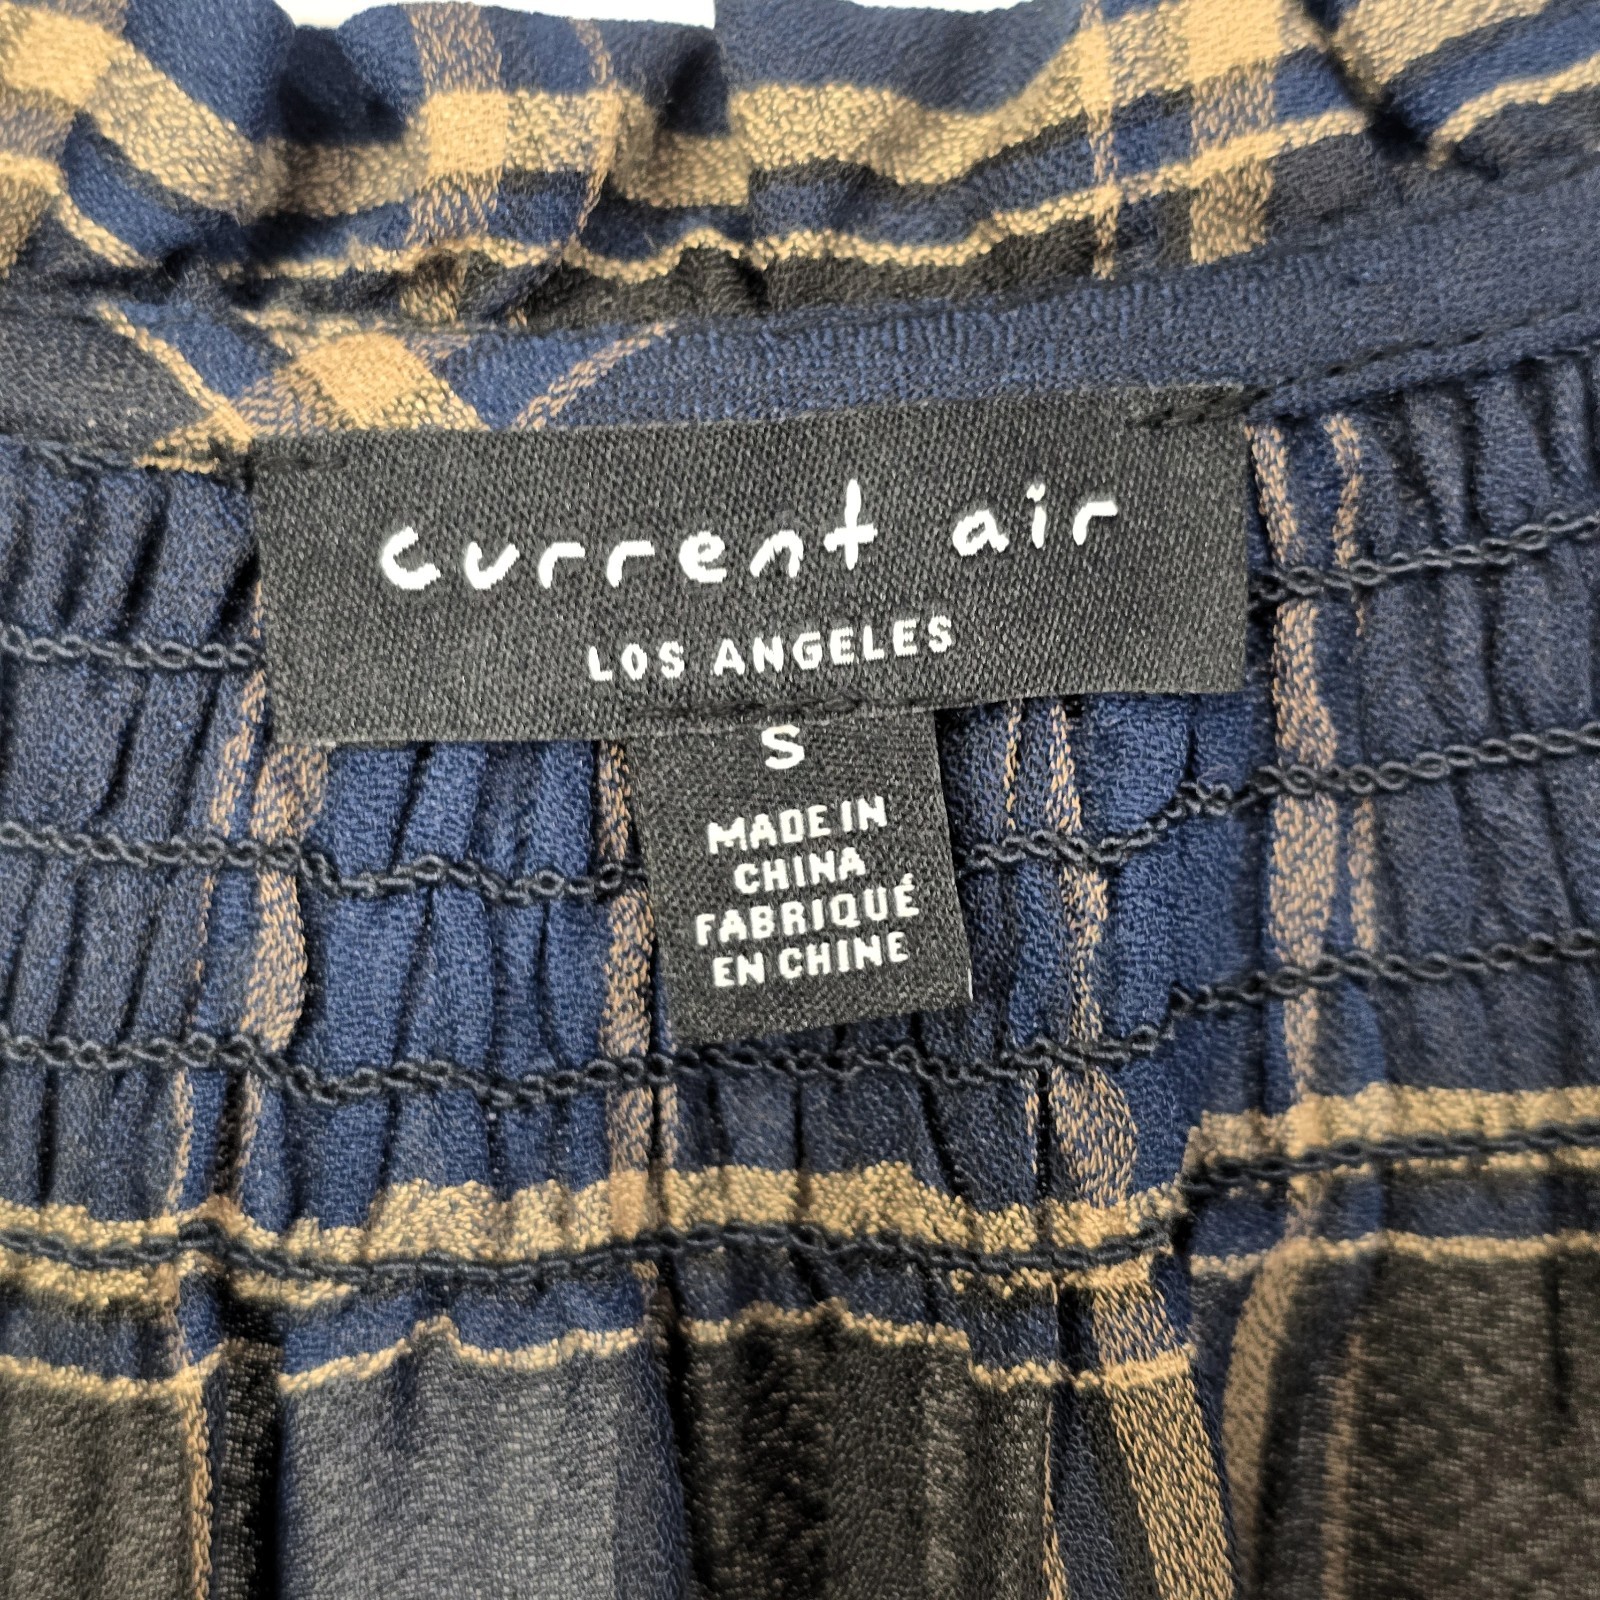 current air
LOS ANGELES
S
MADE IN
CHINA
FABRIQUÉ
EN CHINE